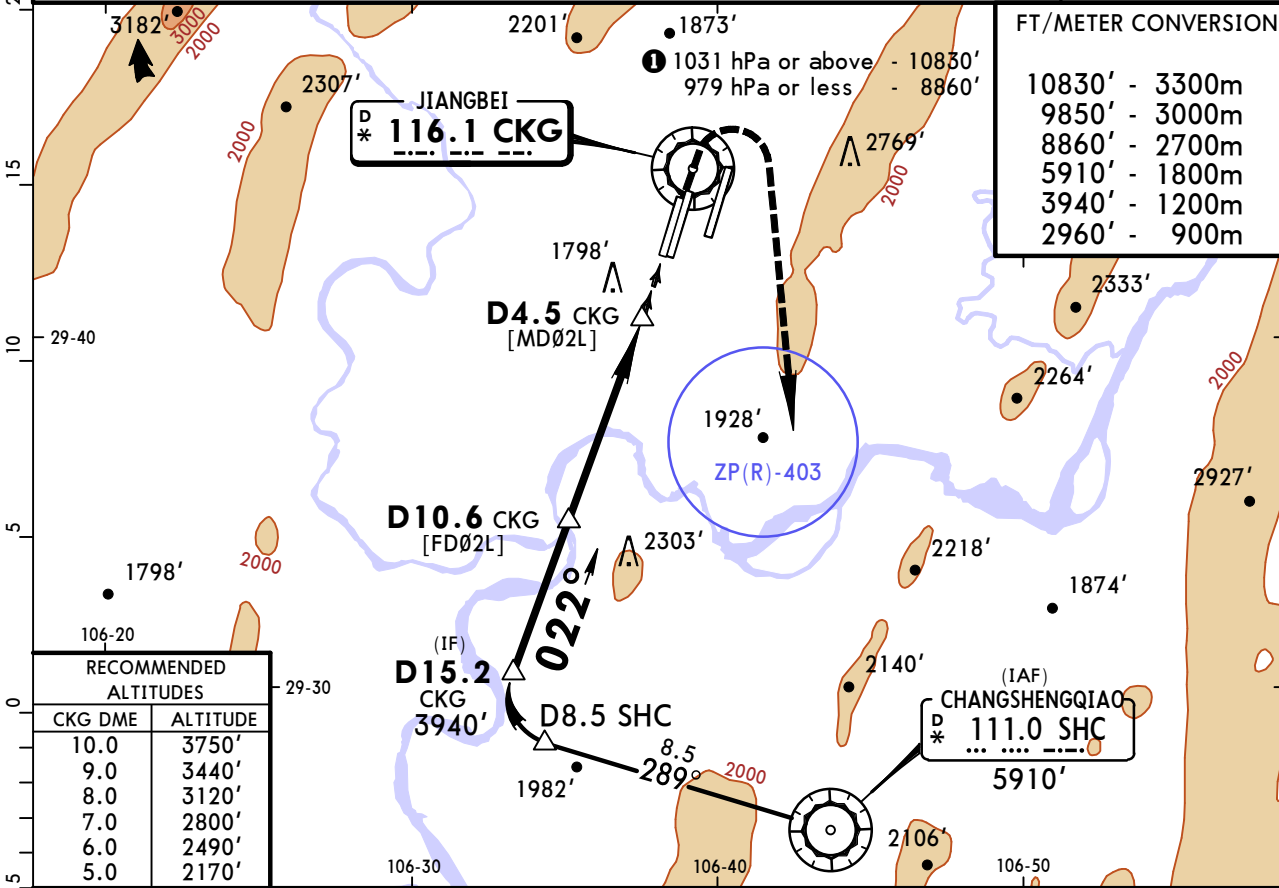 3182'
3000
2000
2201'
1873'
❶ 1031 hPa or above - 10830'
979 hPa or less - 8860'
FT/METER CONVERSION
10830' - 3300m
9850' - 3000m
8860' - 2700m
5910' - 1800m
3940' - 1200m
2960' - 900m
2307'
2000
JIANGBEI
D
* 116.1 CKG
2769'
2000
15
1798'
D4.5 CKG
[MDØ2L]
2333'
29-40
10
2264'
2000
1928'
ZP(R)-403
2927'
D10.6 CKG
[FDØ2L]
2303'
5
2000
2218'
1798'
1874'
022°
106-20
(IF)
D15.2
CKG
3940'
2140'
29-30
0
D8.5 SHC
8.5
289°
2000
1982'
(IAF)
CHANGSHENGQIAO
D
* 111.0 SHC
5910'
RECOMMENDED
ALTITUDES
CKG DME ALTITUDE
10.0 3750'
9.0 3440'
8.0 3120'
7.0 2800'
6.0 2490'
5.0 2170'
2106'
106-30
106-40
106-50
5